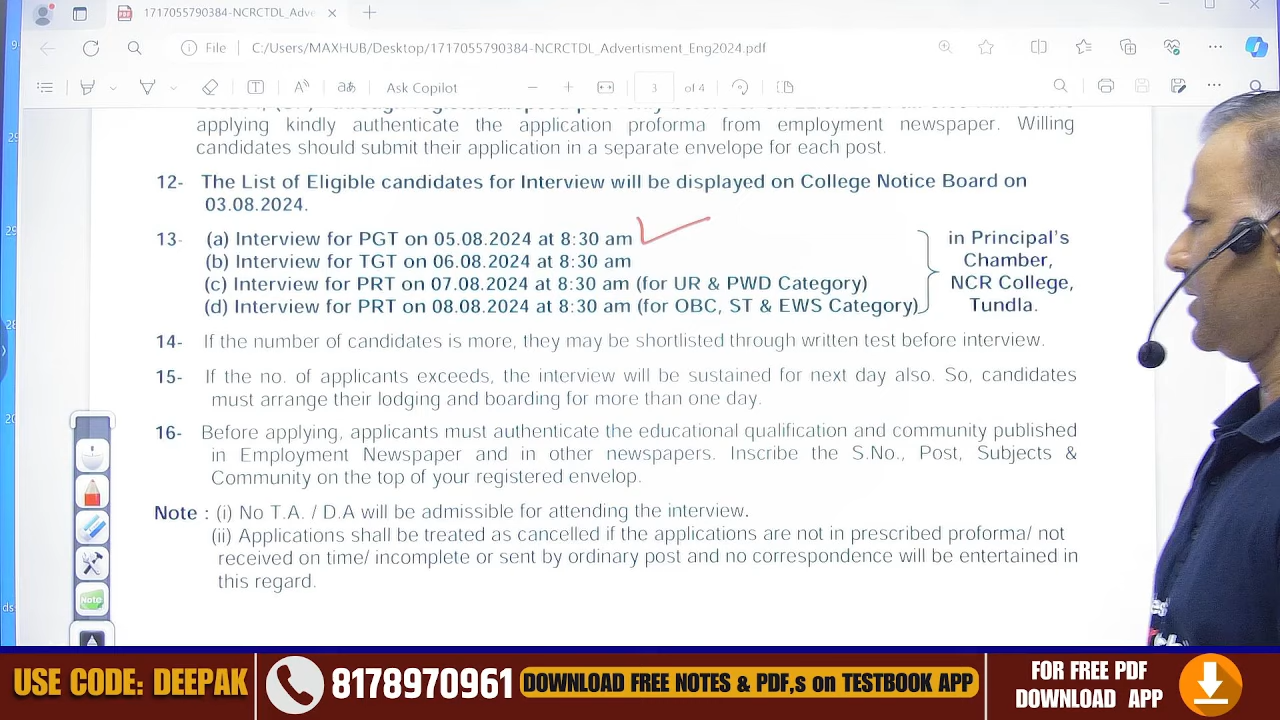 1717055790384-NCRCTDL_Adve
File C:/Users/MAXHUB/Desktop/1717055790384-NCRCTDL_Advertisment_Eng2024.pdf
Ask Copilot 3 of 4
applying kindly authenticate the application proforma from employment newspaper. Willing
candidates should submit their application in a separate envelope for each post.
12- The List of Eligible candidates for Interview will be displayed on College Notice Board on
03.08.2024.
13- (a) Interview for PGT on 05.08.2024 at 8:30 am
(b) Interview for TGT on 06.08.2024 at 8:30 am
(c) Interview for PRT on 07.08.2024 at 8:30 am (for UR & PWD Category)
(d) Interview for PRT on 08.08.2024 at 8:30 am (for OBC, ST & EWS Category)
in Principal's
Chamber,
NCR College,
Tundla.
14- If the number of candidates is more, they may be shortlisted through written test before interview.
15- If the no. of applicants exceeds, the interview will be sustained for next day also. So, candidates
must arrange their lodging and boarding for more than one day.
16- Before applying, applicants must authenticate the educational qualification and community published
in Employment Newspaper and in other newspapers. Inscribe the S.No., Post, Subjects &
Community on the top of your registered envelop.
Note : (i) No T.A. / D.A will be admissible for attending the interview.
(ii) Applications shall be treated as cancelled if the applications are not in prescribed proforma/ not
received on time/ incomplete or sent by ordinary post and no correspondence will be entertained in
this regard.
Note
USE CODE: DEEPAK
8178970961
DOWNLOAD FREE NOTES & PDF,s on TESTBOOK APP
FOR FREE PDF
DOWNLOAD APP